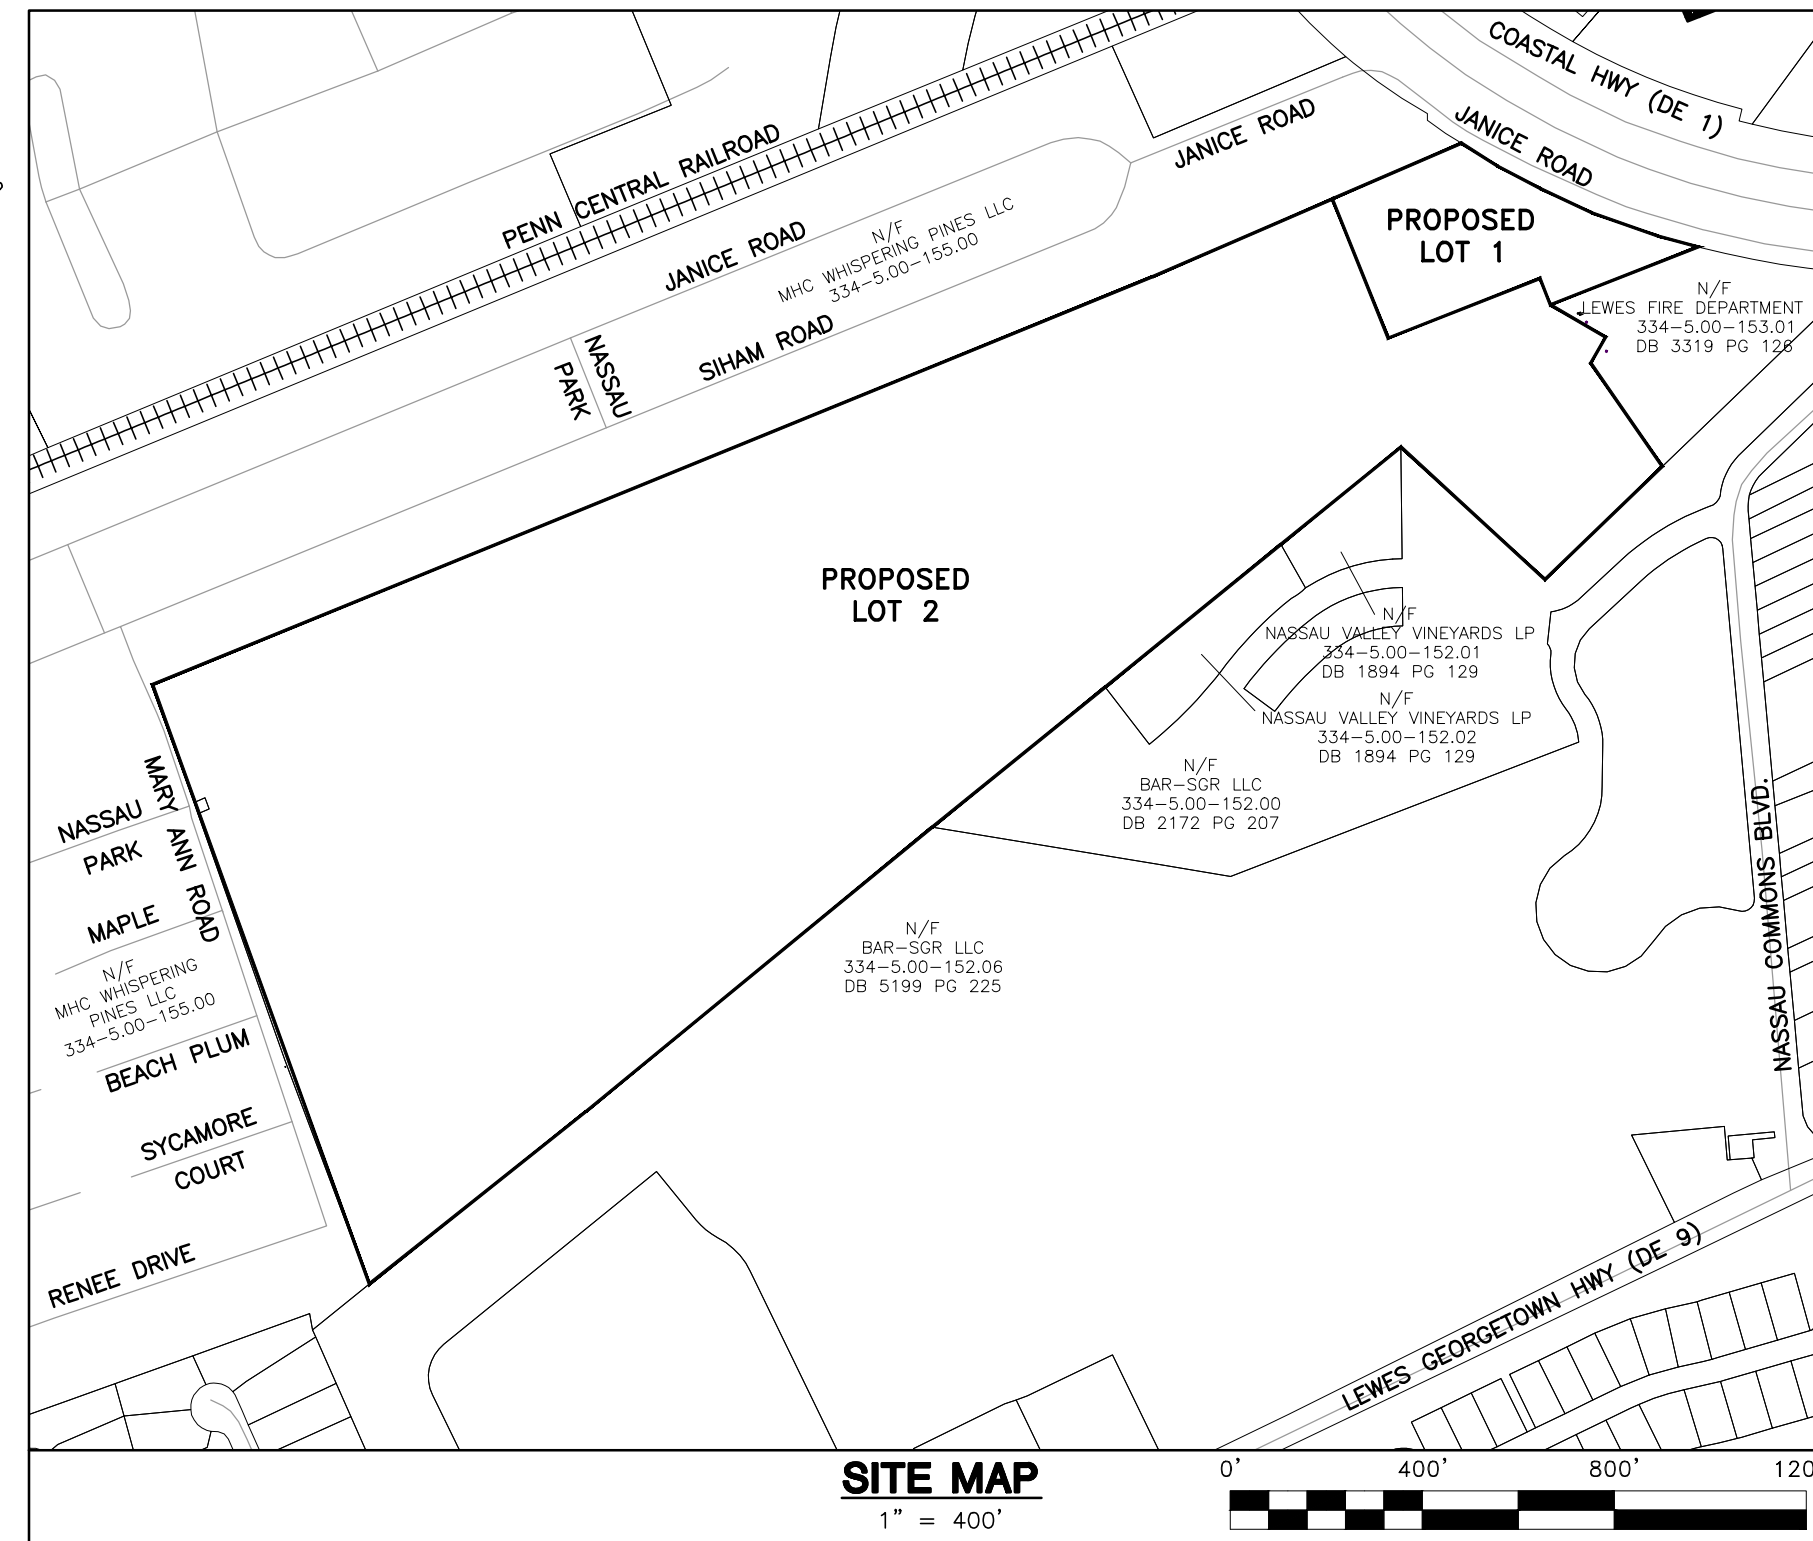 COASTAL HWY (DE 1)
JANICE ROAD
JANICE ROAD
PENN CENTRAL RAILROAD
JANICE ROAD
N/F
MHC WHISPERING PINES LLC
334-5.00-155.00
SIHAM ROAD
NASSAU
PARK
PROPOSED
LOT 1
N/F
LEWES FIRE DEPARTMENT
334-5.00-153.01
DB 3319 PG 126
PROPOSED
LOT 2
N/F
NASSAU VALLEY VINEYARDS LP
334-5.00-152.01
DB 1894 PG 129
N/F
NASSAU VALLEY VINEYARDS LP
334-5.00-152.02
DB 1894 PG 129
N/F
BAR-SGR LLC
334-5.00-152.00
DB 2172 PG 207
N/F
BAR-SGR LLC
334-5.00-152.06
DB 5199 PG 225
MARY ANN ROAD
NASSAU
PARK
MAPLE
N/F
MHC WHISPERING
PINES LLC
334-5.00-155.00
BEACH PLUM
SYCAMORE
COURT
RENEE DRIVE
NASSAU COMMONS BLVD.
LEWES GEORGETOWN HWY (DE 9)
SITE MAP
1" = 400'
0' 400' 800' 120